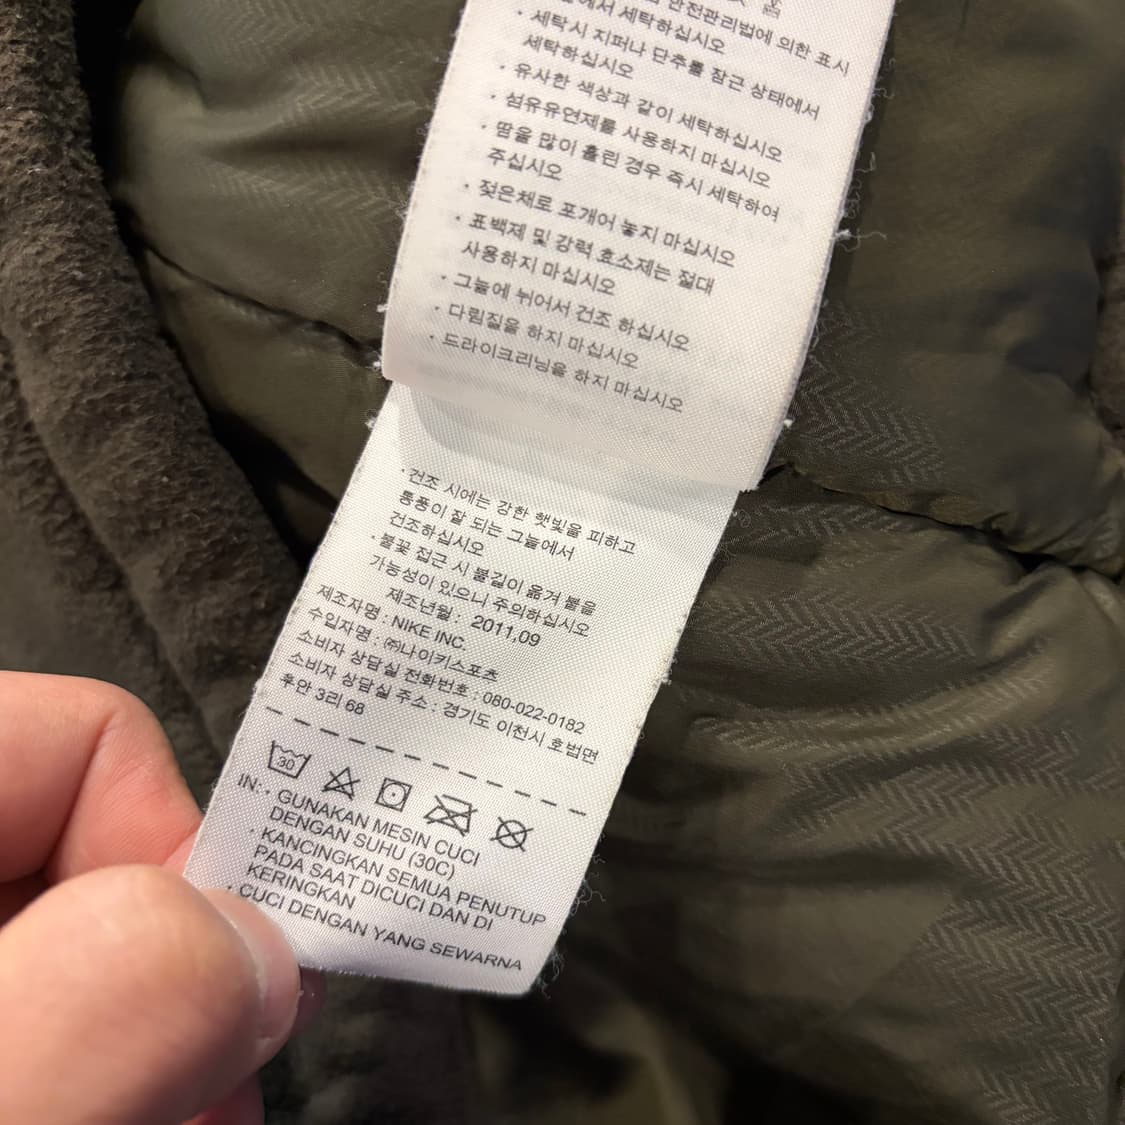 안전관리법에 의한 표시
에서 세탁하십시오
· 세탁시 지퍼나 단추를 잠근 상태에서
세탁하십시오
· 유사한 색상과 같이 세탁하십시오
· 섬유유연제를 사용하지 마십시오
· 땀을 많이 흘린 경우 즉시 세탁하여
주십시오
· 젖은채로 포개어 놓지 마십시오
· 표백제 및 강력 효소제는 절대
사용하지 마십시오
· 그늘에 뉘어서 건조 하십시오
· 다림질을 하지 마십시오
· 드라이크리닝을 하지 마십시오
· 건조 시에는 강한 햇빛을 피하고
통풍이 잘 되는 그늘에서
건조하십시오
· 불꽃 접근 시 불길이 옮겨 붙을
가능성이 있으니 주의하십시오
제조년월 : 2011,09
제조자명 : NIKE INC.
수입자명 : ㈜나이키스포츠
소비자 상담실 전화번호 : 080-022-0182
소비자 상담실 주소 : 경기도 이천시 호법면
후안 3리 68
30
IN: · GUNAKAN MESIN CUCI
DENGAN SUHU (30C)
· KANCINGKAN SEMUA PENUTUP
PADA SAAT DICUCI DAN DI
KERINGKAN
· CUCI DENGAN YANG SEWARNA